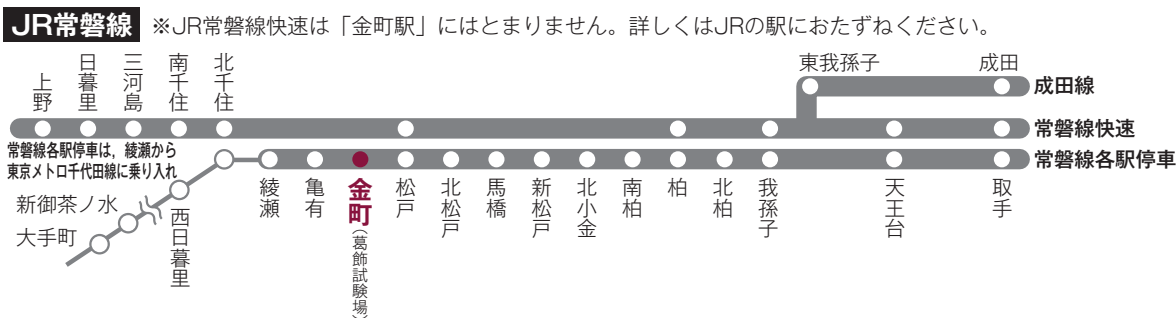 JR常磐線 ※JR常磐線快速は「金町駅」にはとまりません。詳しくはJRの駅におたずねください。
上野
日暮里
三河島
南千住
北千住
東我孫子
成田
成田線
常磐線快速
常磐線各駅停車
常磐線各駅停車は，綾瀬から
東京メトロ千代田線に乗り入れ
新御茶ノ水
大手町
西日暮里
綾瀬
亀有
金町（葛飾試験場）
松戸
北松戸
馬橋
新松戸
北小金
南柏
柏
北柏
我孫子
天王台
取手